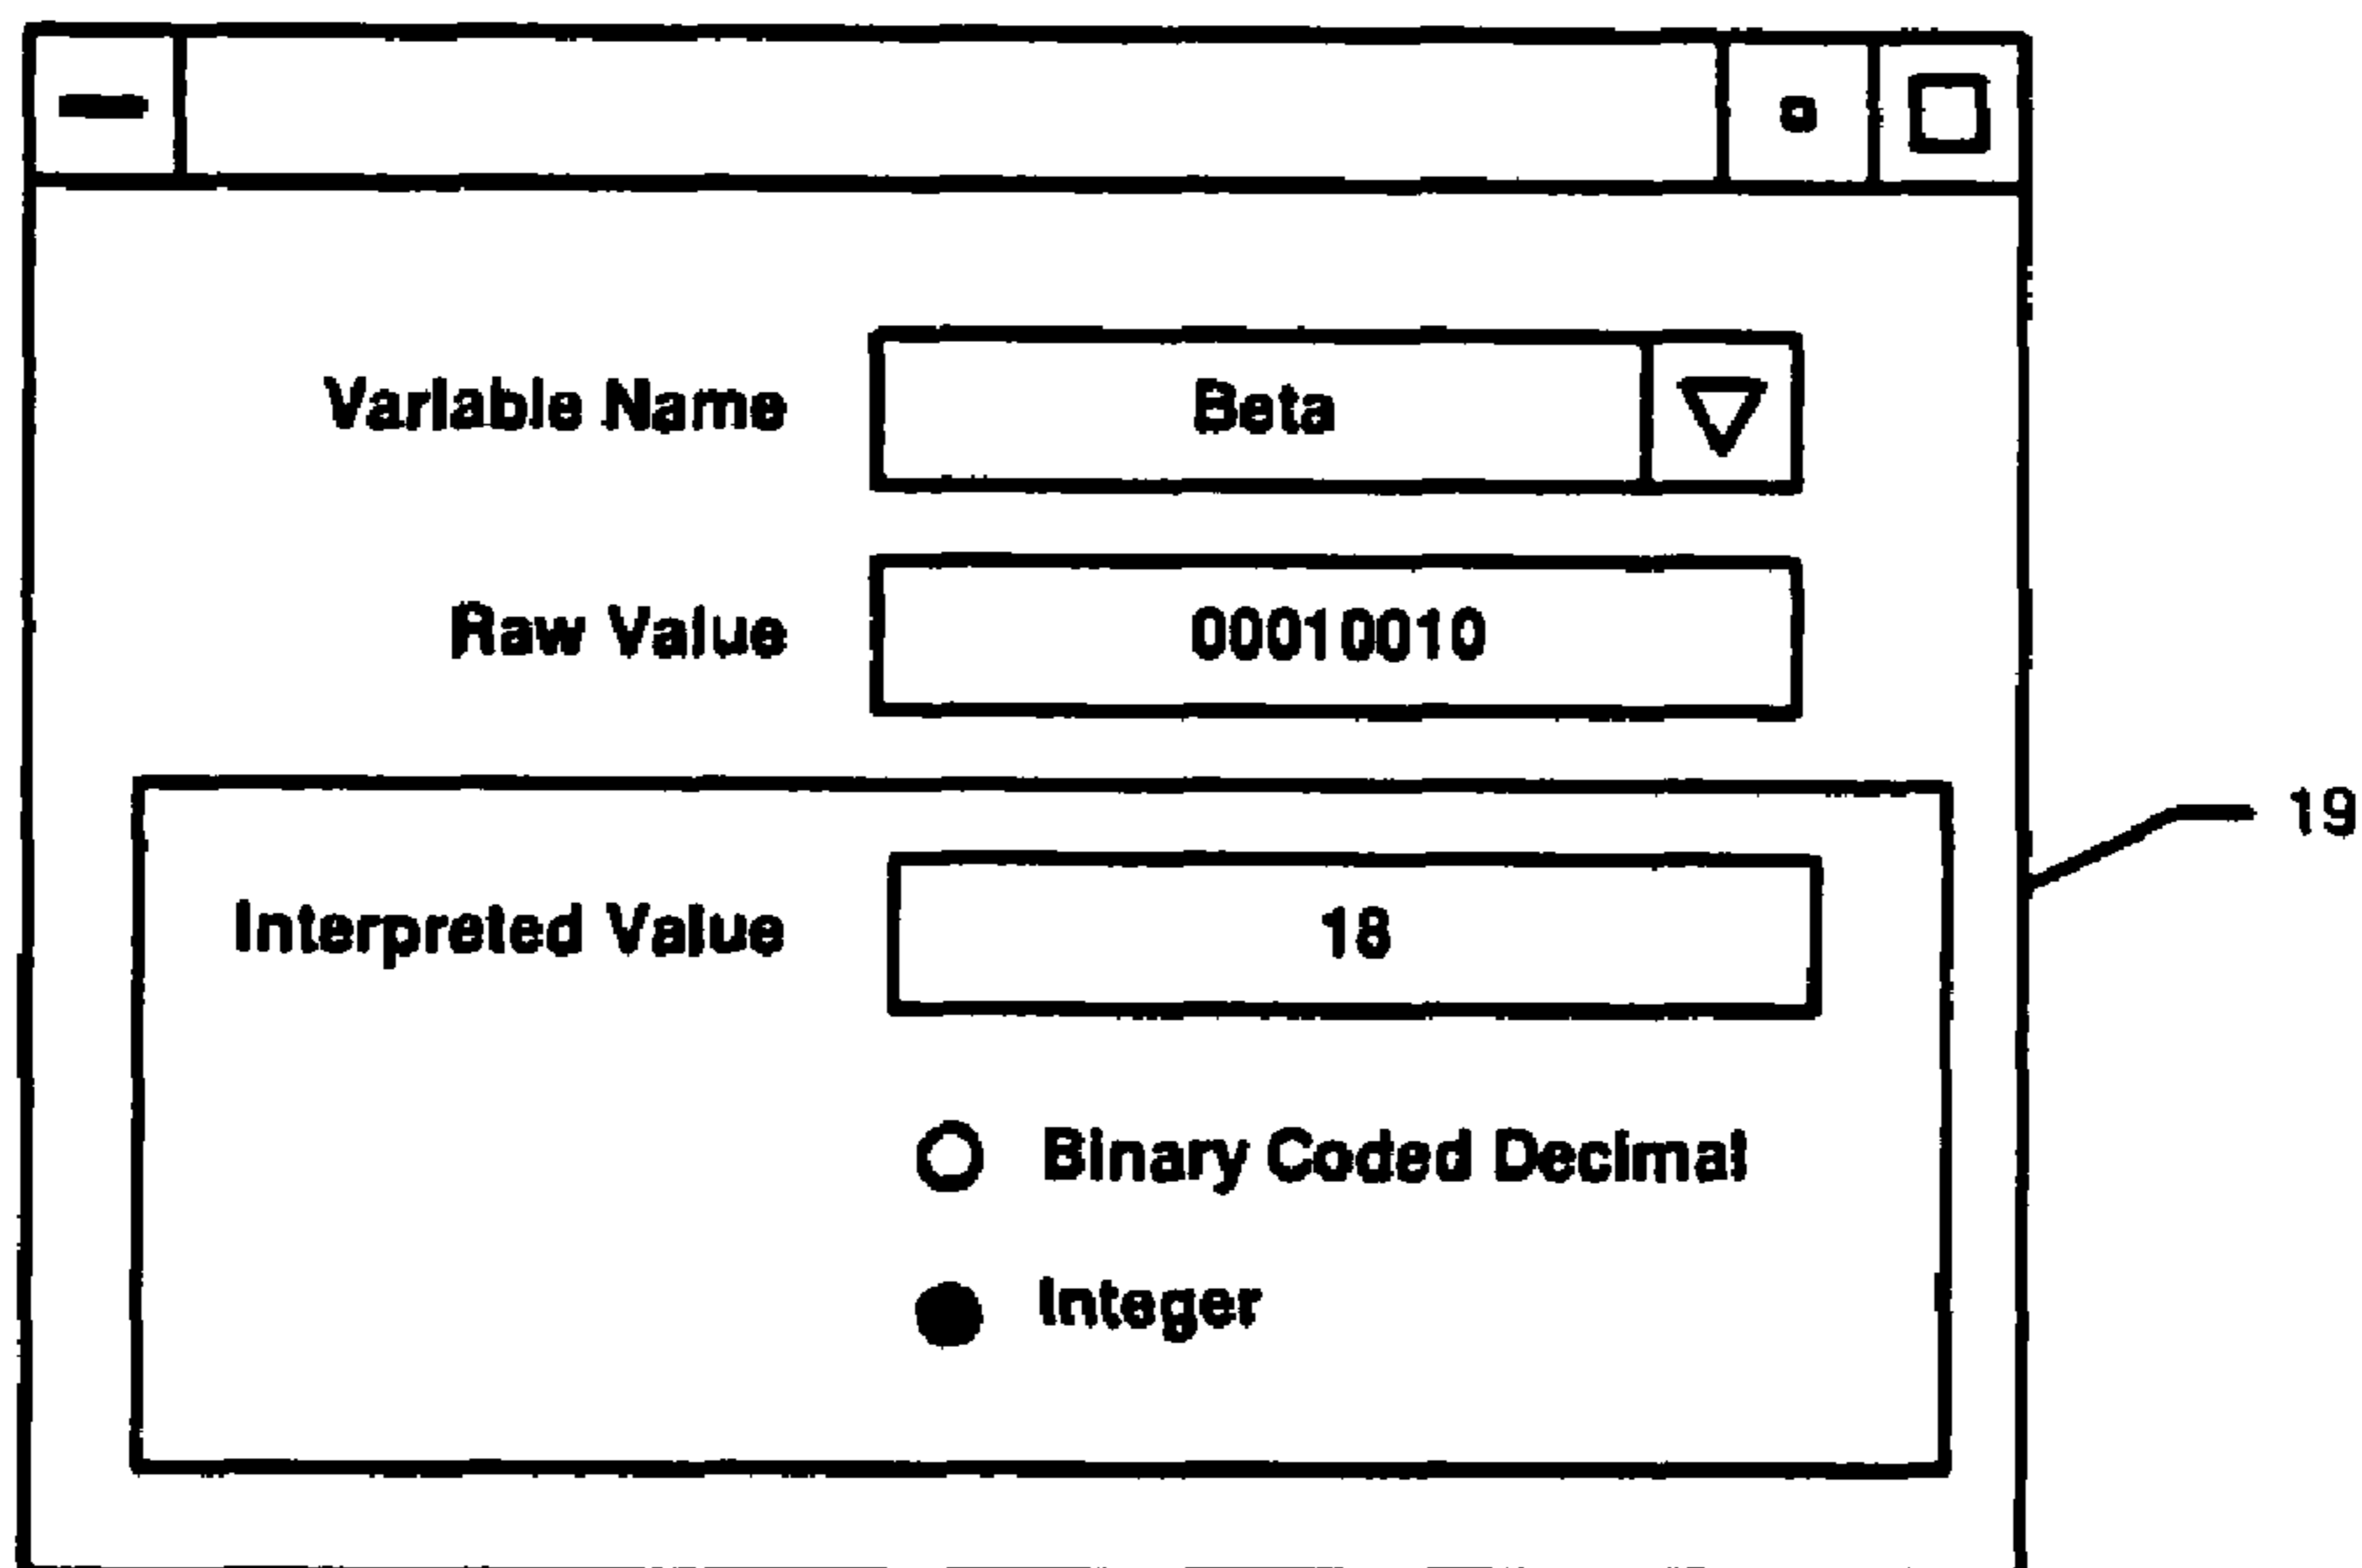 Variable Name Beta
Raw Value 00010010
19
Interpreted Value 18
Binary Coded Decimal
Integer